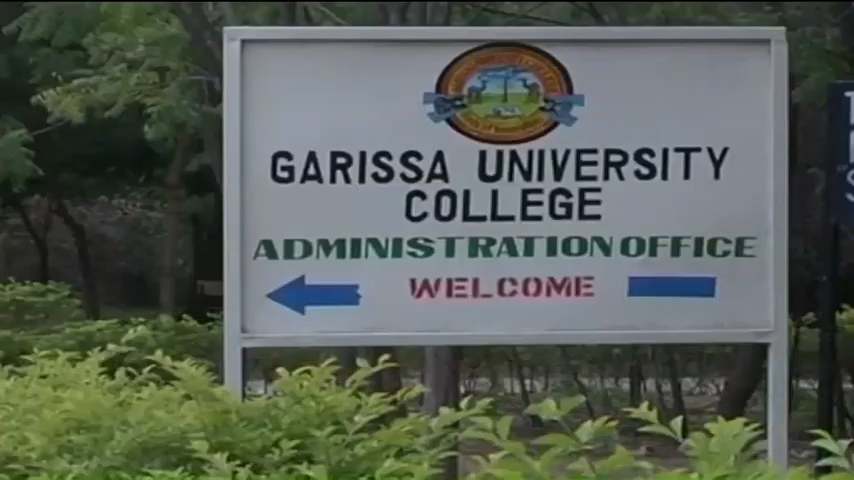 GARISSA UNIVERSITY
COLLEGE
ADMINISTRATION OFFICE
WELCOME